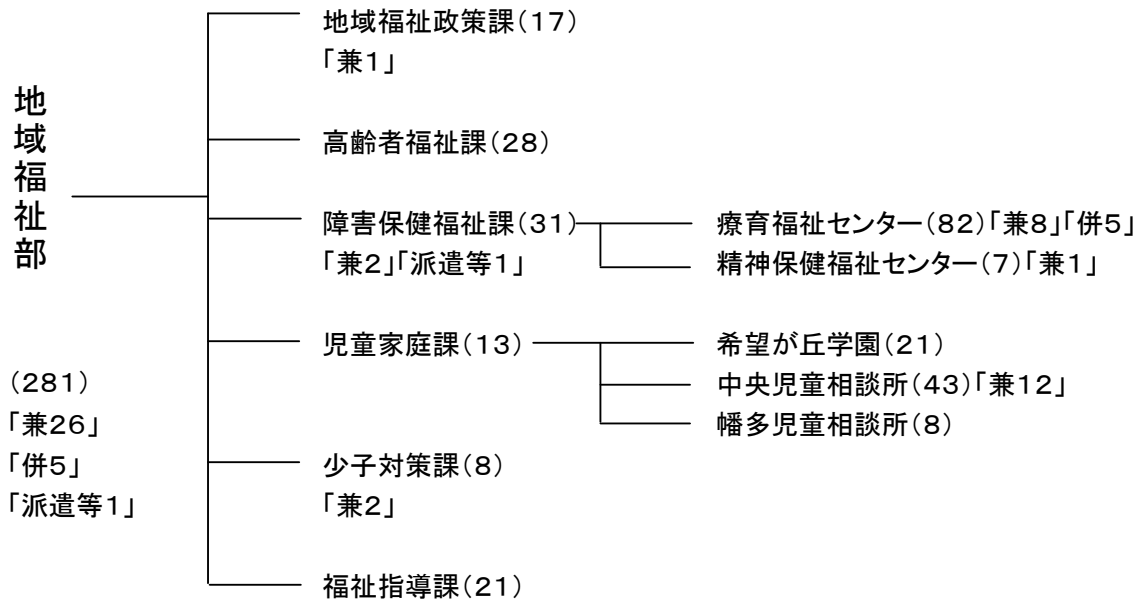 地域福祉部
(281)
「兼26」
「併5」
「派遣等1」
地域福祉政策課(17)
「兼1」
高齢者福祉課(28)
障害保健福祉課(31)
「兼2」「派遣等1」
療育福祉センター(82)「兼8」「併5」
精神保健福祉センター(7)「兼1」
児童家庭課(13)
希望が丘学園(21)
中央児童相談所(43)「兼12」
幡多児童相談所(8)
少子対策課(8)
「兼2」
福祉指導課(21)